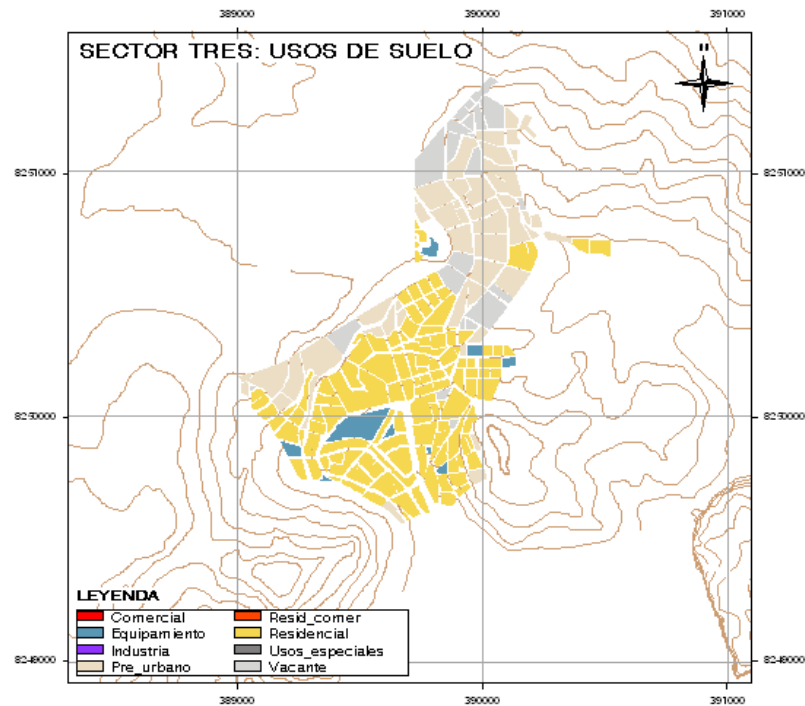 389000 390000 391000
SECTOR TRES: USOS DE SUELO
8251000 8251000
8250000 8250000
LEYENDA
Comercial Resid_comer
Equipamiento Residencial
Industria Usos_especiales
Pre_urbano Vacante
8249000 8249000
389000 390000 391000